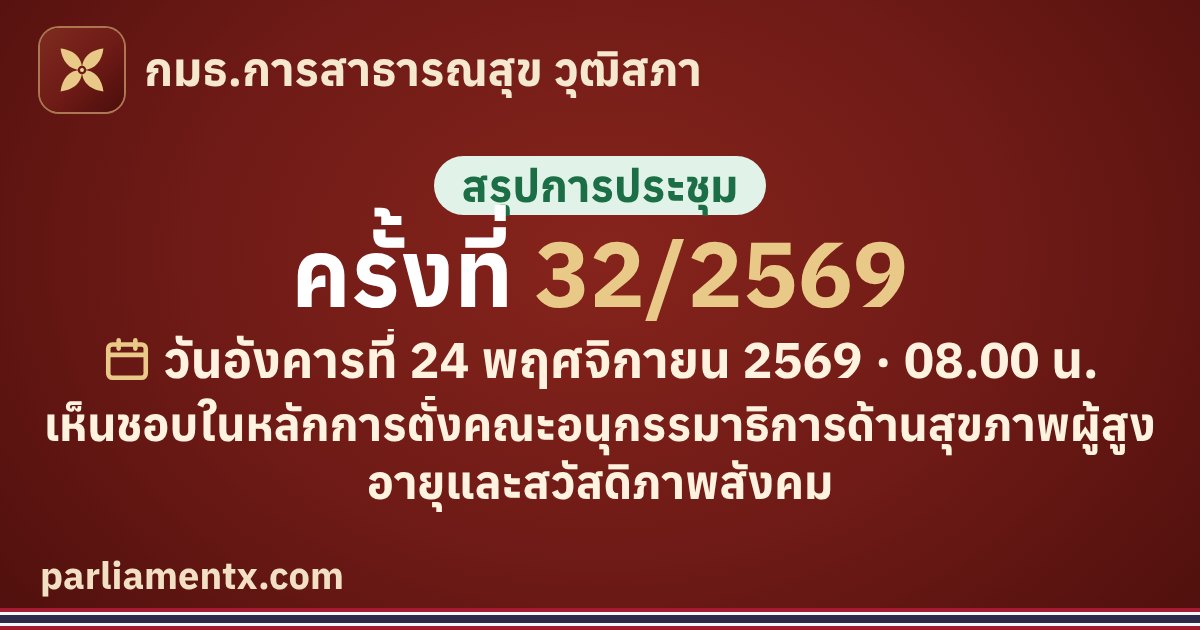 กมธ.การสาธารณสุข วุฒิสภา
สรุปการประชุม
ครั้งที่ 32/2569
วันอังคารที่ 24 พฤศจิกายน 2569 · 08.00 น.
เห็นชอบในหลักการตั้งคณะอนุกรรมาธิการด้านสุขภาพผู้สูง
อายุและสวัสดิภาพสังคม
parliamentx.com